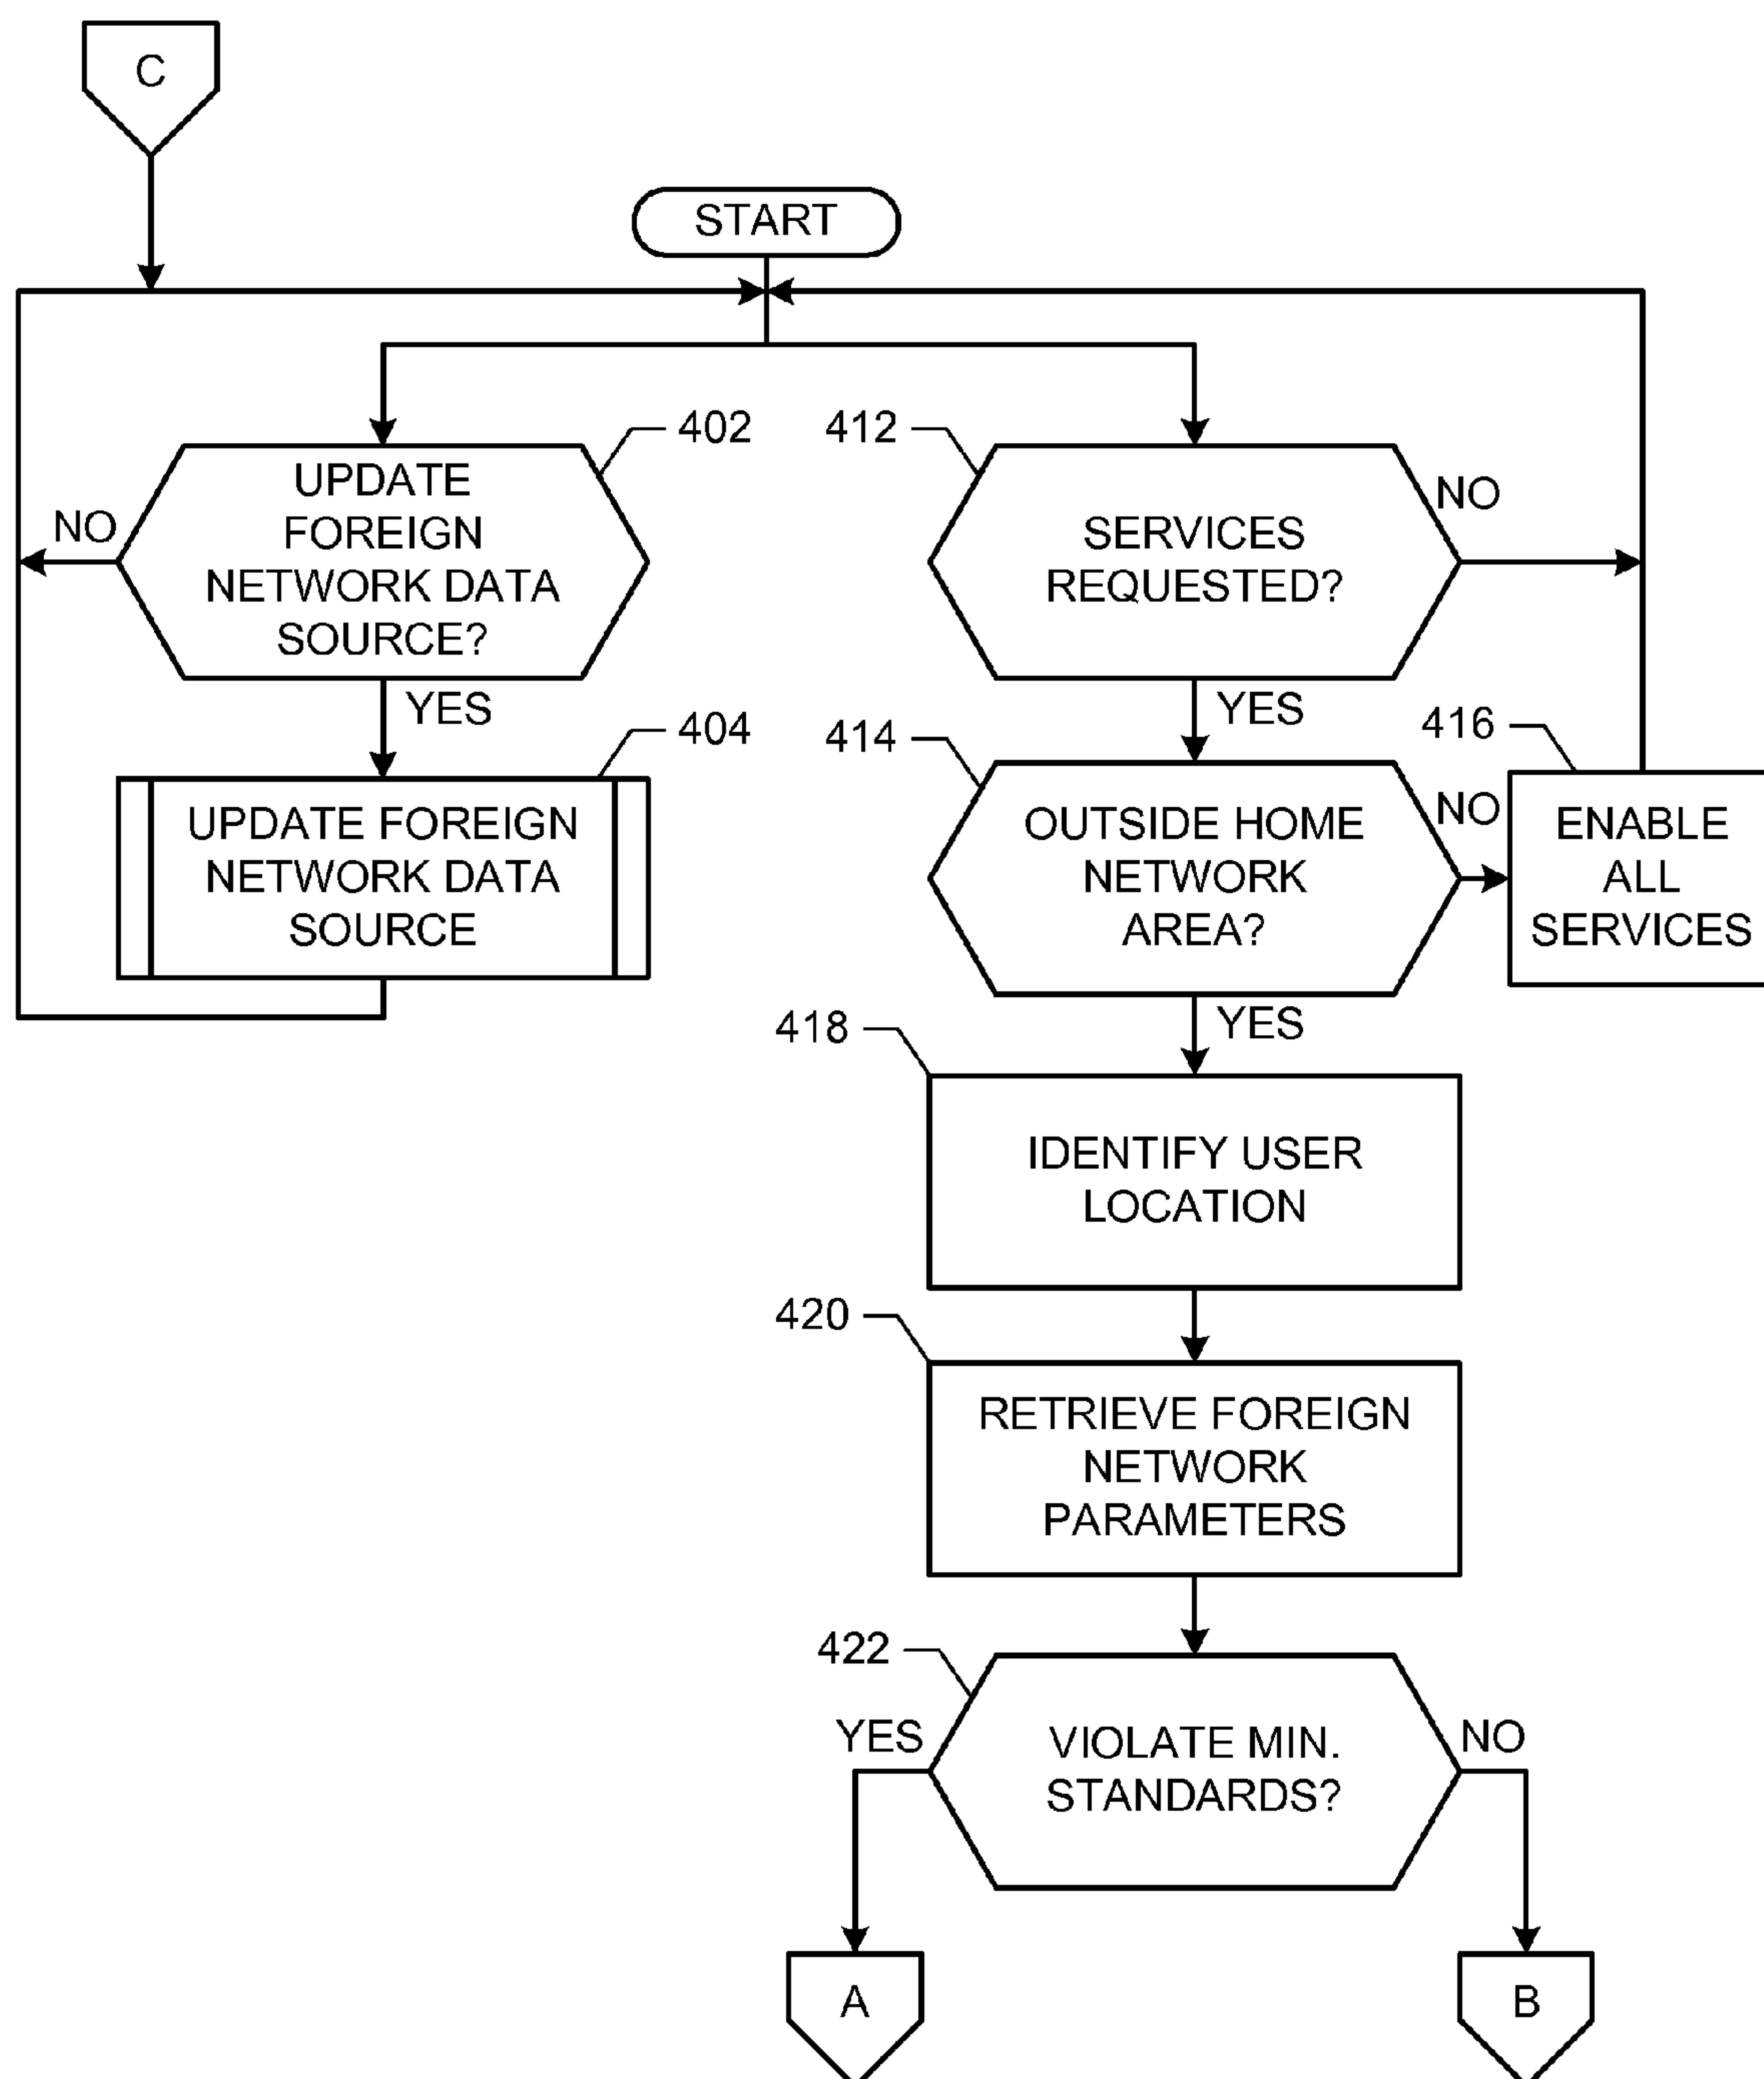 C
START
402
UPDATE
FOREIGN
NETWORK DATA
SOURCE?
NO
YES
404
UPDATE FOREIGN
NETWORK DATA
SOURCE
412
SERVICES
REQUESTED?
NO
YES
414
OUTSIDE HOME
NETWORK
AREA?
NO
416
ENABLE
ALL
SERVICES
YES
418
IDENTIFY USER
LOCATION
420
RETRIEVE FOREIGN
NETWORK
PARAMETERS
422
VIOLATE MIN.
STANDARDS?
YES
NO
A
B